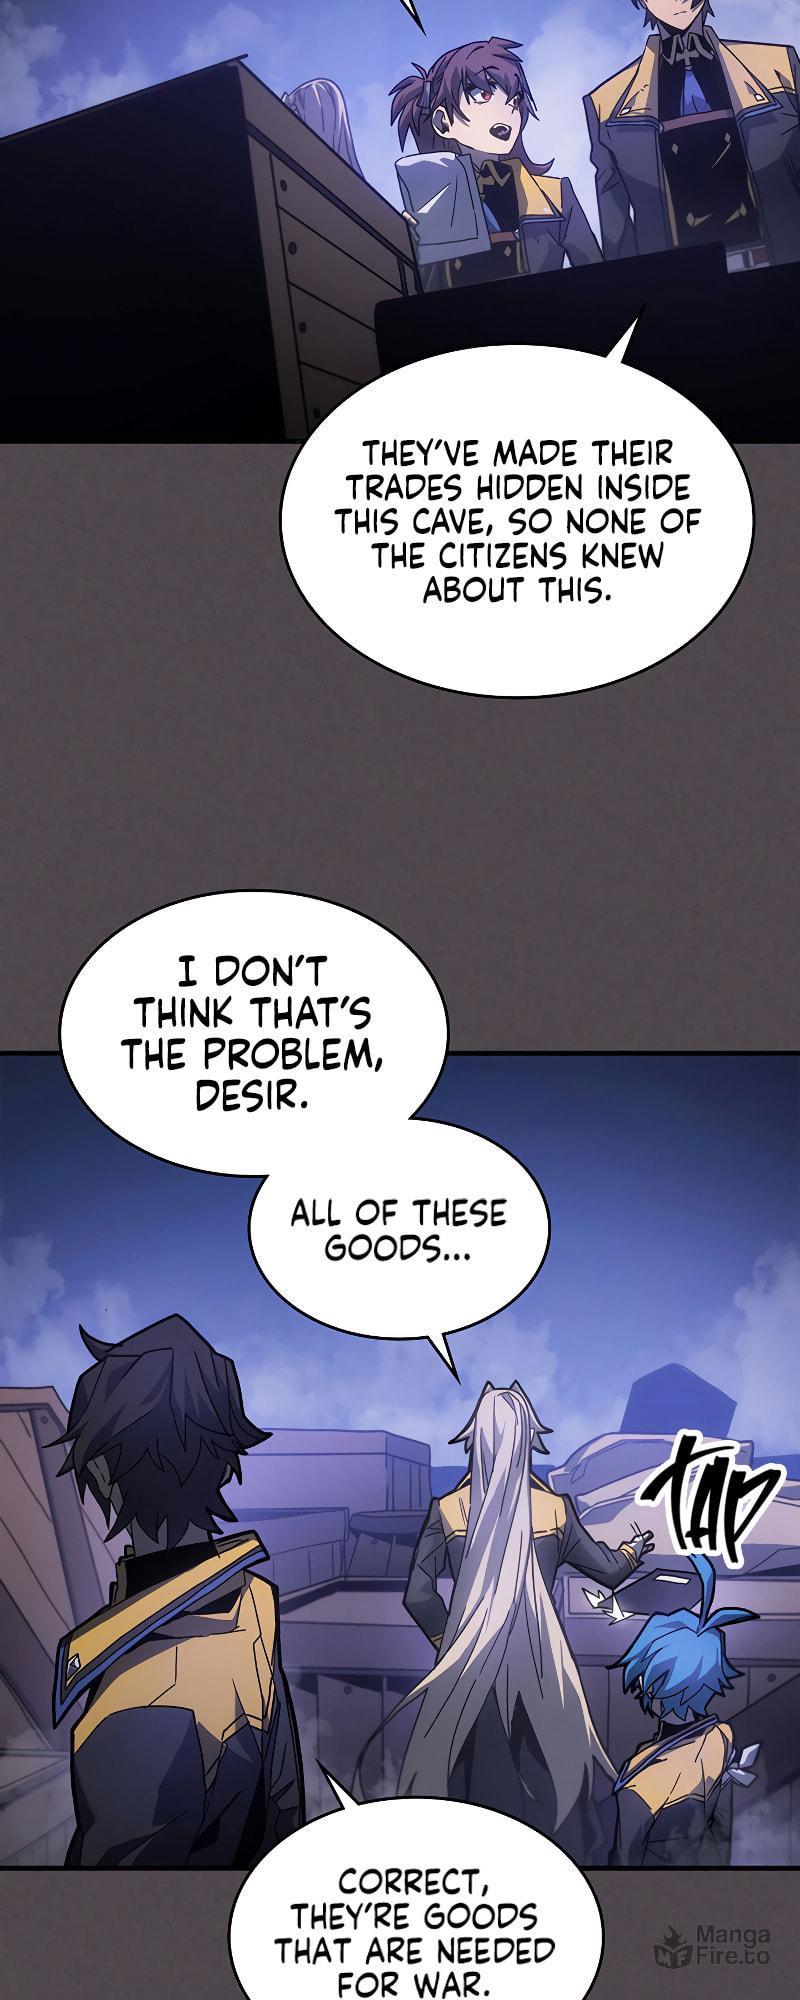 THEY'VE MADE THEIR
TRADES HIDDEN INSIDE
THIS CAVE, SO NONE OF
THE CITIZENS KNEW
ABOUT THIS.
I DON'T
THINK THAT'S
THE PROBLEM,
DESIR.
ALL OF THESE
GOODS...
TAP
CORRECT,
THEY'RE GOODS
THAT ARE NEEDED
FOR WAR.
Manga
Fire.to
MF